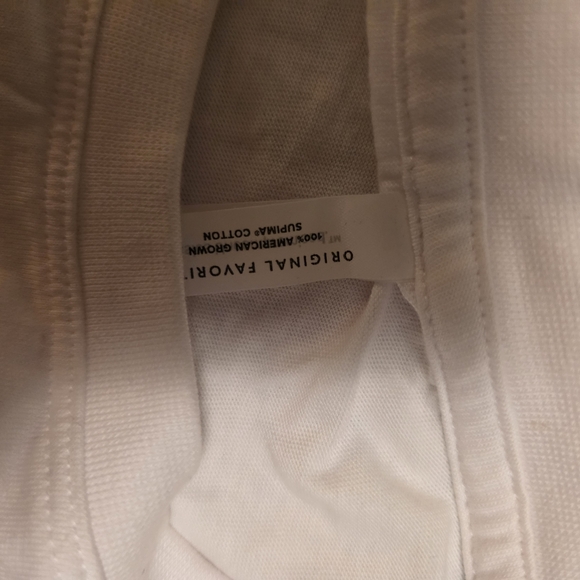 ORIGINAL FAVORI
100% AMERICAN GROWN
SUPIMA® COTTON